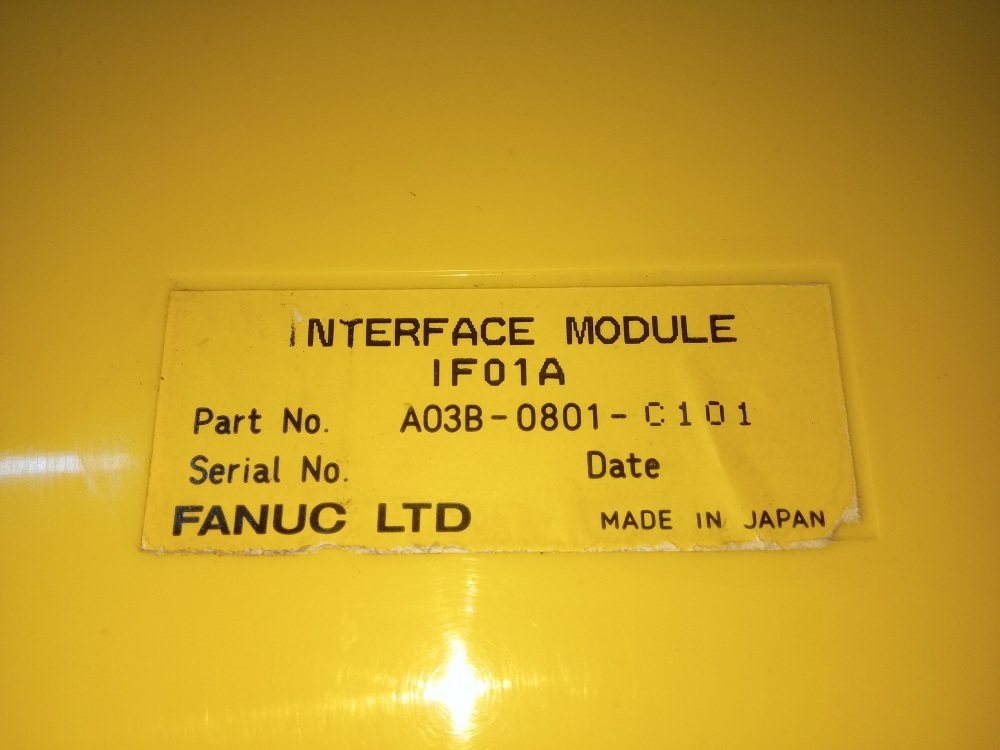 INTERFACE MODULE
IF01A
Part No. A03B-0801-C101
Serial No. Date
FANUC LTD MADE IN JAPAN